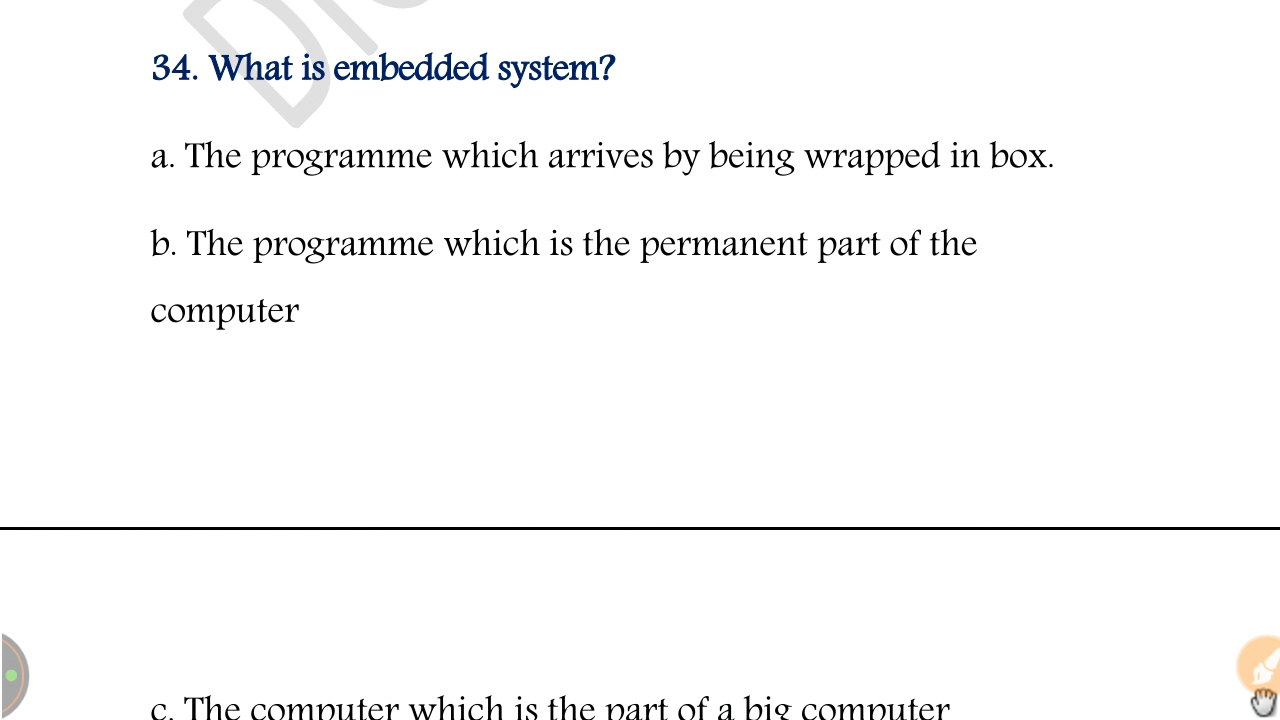 34. What is embedded system?
a. The programme which arrives by being wrapped in box.
b. The programme which is the permanent part of the
computer
c. The computer which is the part of a big computer